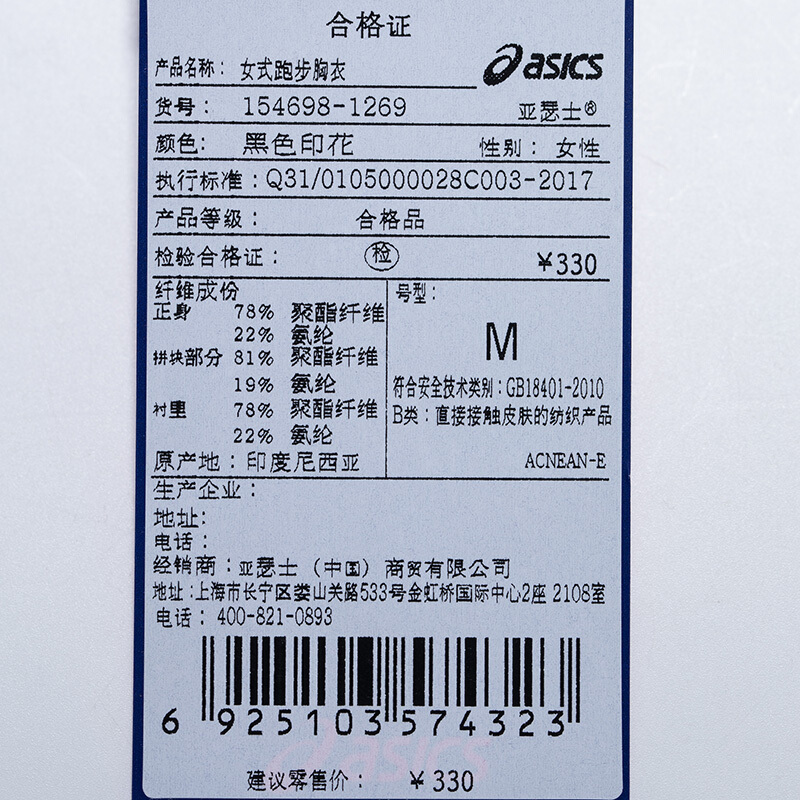 合格证
产品名称： 女式跑步胸衣
asics
货号： 154698-1269
亚瑟士®
颜色： 黑色印花 性别： 女性
执行标准：Q31/0105000028C003-2017
产品等级： 合格品
检验合格证： 检 ¥330
纤维成份
正身 78% 聚酯纤维
22% 氨纶
拼块部分 81% 聚酯纤维
19% 氨纶
衬里 78% 聚酯纤维
22% 氨纶
原产地：印度尼西亚
号型：
M
符合安全技术类别：GB18401-2010
B类：直接接触皮肤的纺织产品
ACNEAN-E
生产企业：
地址：
电话：
经销商：亚瑟士（中国）商贸有限公司
地址：上海市长宁区娄山关路533号金虹桥国际中心2座 2108室
电话：400-821-0893
6 925103 574323
asics
建议零售价： ¥330